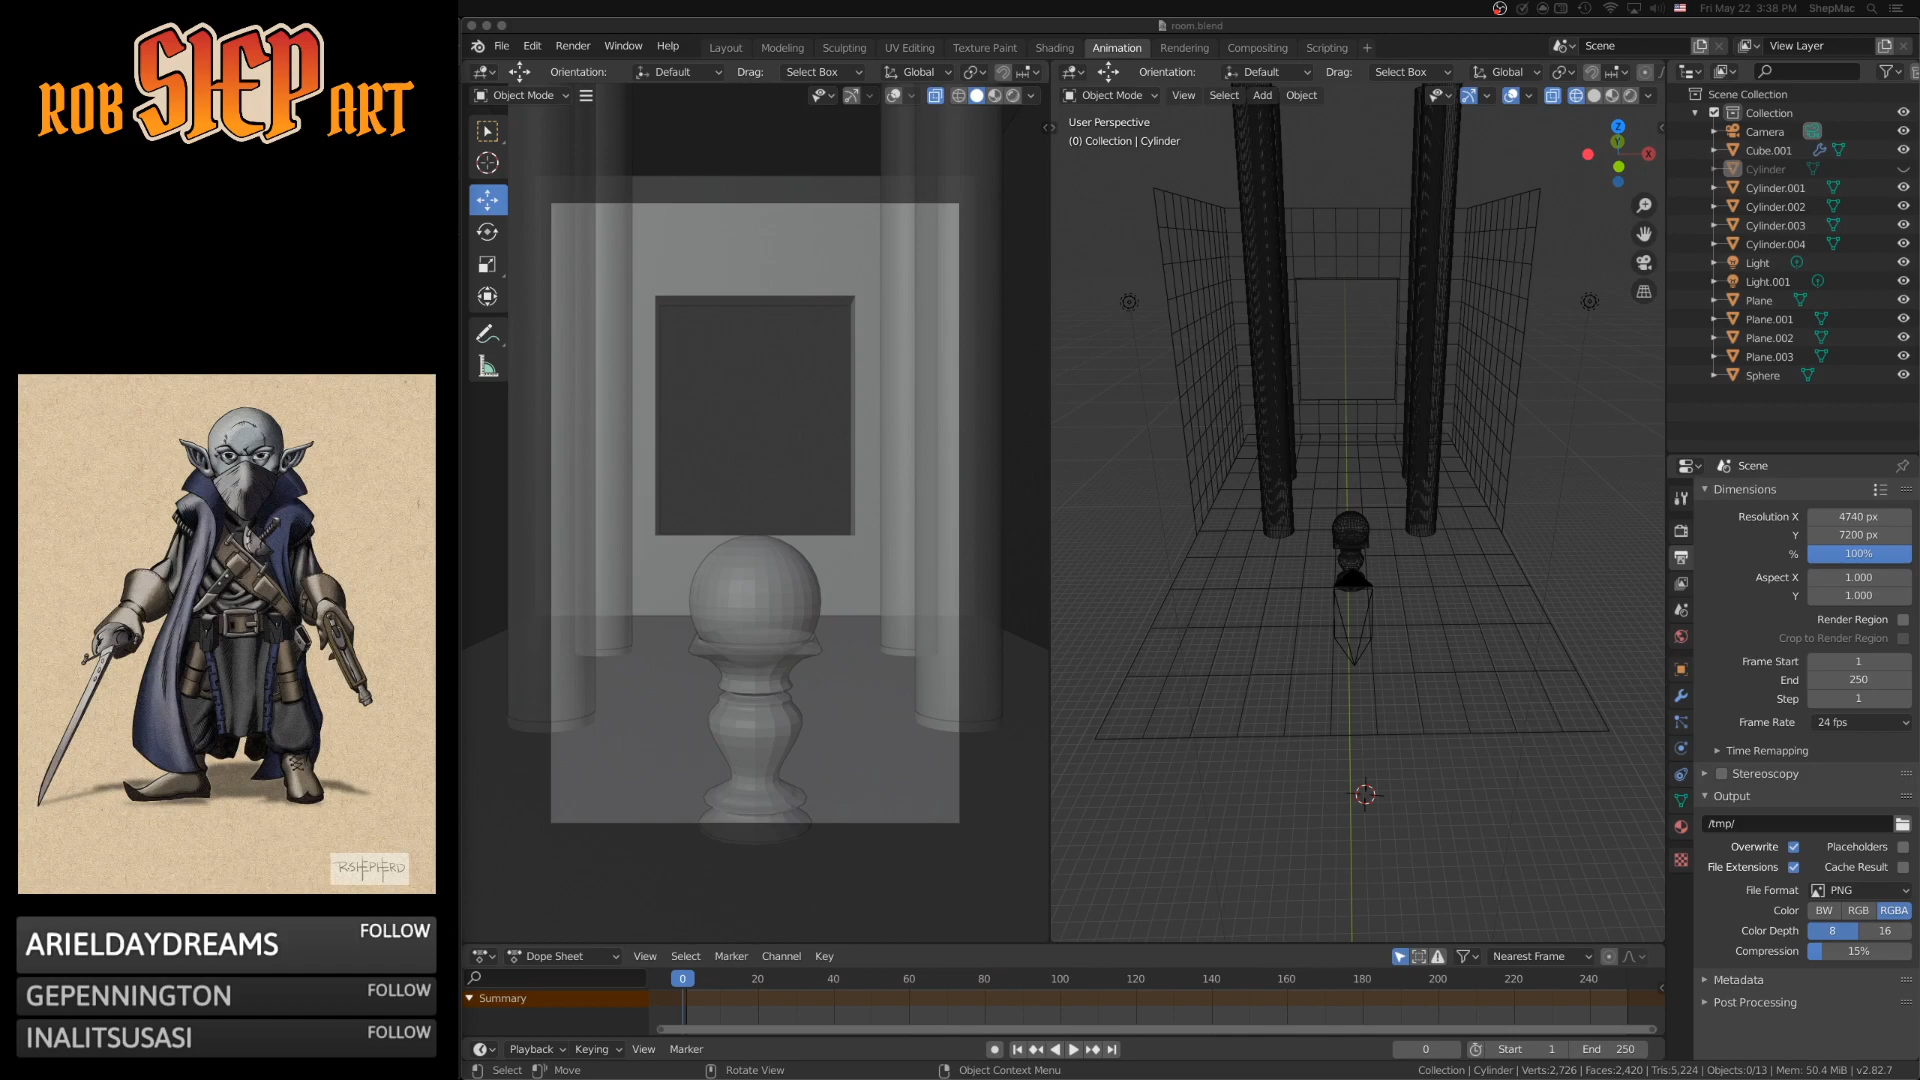 ROB SHEP ART
R.SHEPHERD
ARIELDAYDREAMS FOLLOW
GEPENNINGTON FOLLOW
INALITSUSASI FOLLOW
Fri May 22 3:38 PM ShepMac
room.blend
File Edit Render Window Help
Layout Modeling Sculpting UV Editing Texture Paint Shading Animation Rendering Compositing Scripting +
Scene
View Layer
Orientation: Default Drag: Select Box Global
Object Mode
Orientation: Default Drag: Select Box Global
Object Mode View Select Add Object
User Perspective
(0) Collection | Cylinder
Z
Y
X
Scene Collection
Collection
Camera
Cube.001
Cylinder
Cylinder.001
Cylinder.002
Cylinder.003
Cylinder.004
Light
Light.001
Plane
Plane.001
Plane.002
Plane.003
Sphere
Scene
Dimensions
Resolution X 4740 px
Y 7200 px
% 100%
Aspect X 1.000
Y 1.000
Render Region
Crop to Render Region
Frame Start 1
End 250
Step 1
Frame Rate 24 fps
Time Remapping
Stereoscopy
Output
/tmp/
Overwrite Placeholders
File Extensions Cache Result
File Format PNG
Color BW RGB RGBA
Color Depth 8 16
Compression 15%
Metadata
Post Processing
Dope Sheet View Select Marker Channel Key
Nearest Frame
0 20 40 60 80 100 120 140 160 180 200 220 240
Summary
Playback Keying View Marker
0 Start 1 End 250
Select Move Rotate View Object Context Menu
Collection | Cylinder | Verts:2,726 | Faces:2,420 | Tris:5,224 | Objects:0/13 | Mem: 50.4 MiB | v2.82.7